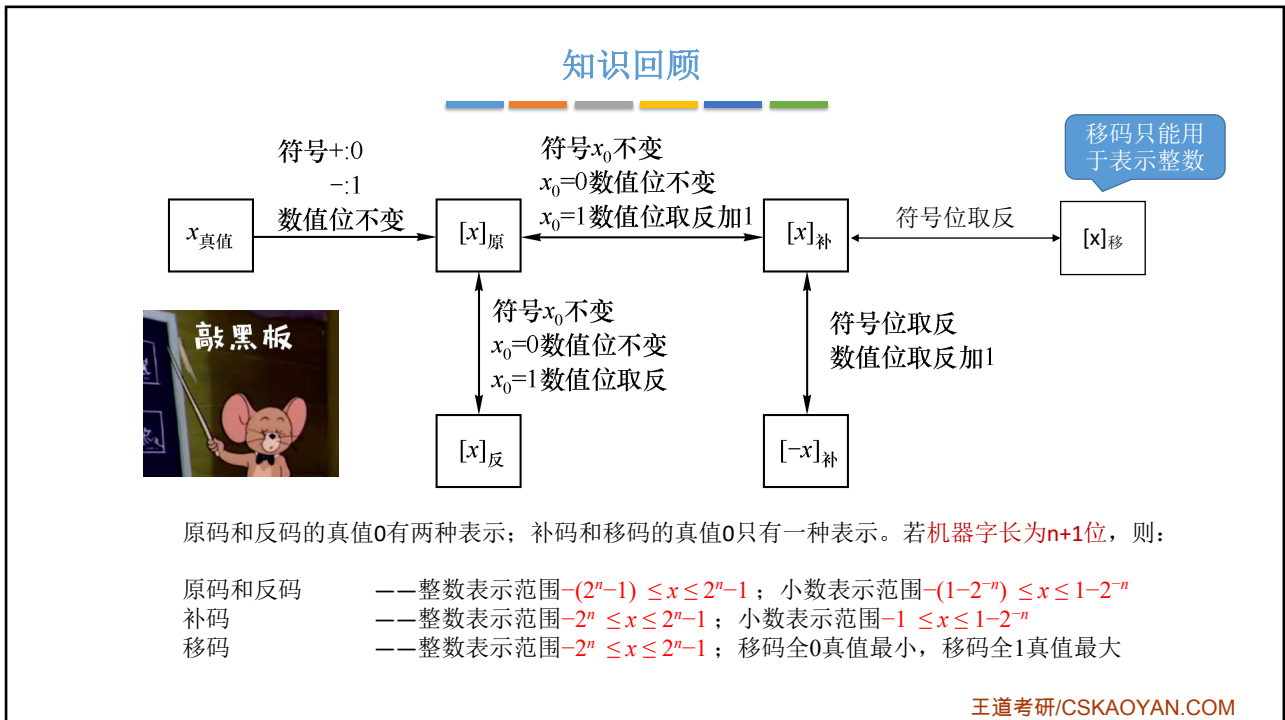 知识回顾
移码只能用
于表示整数
符号+:0
−:1
数值位不变
符号x₀不变
x₀=0数值位不变
x₀=1数值位取反加1
符号位取反
x真值
[x]原
[x]补
[x]移
敲黑板
符号x₀不变
x₀=0数值位不变
x₀=1数值位取反
符号位取反
数值位取反加1
[x]反
[−x]补
原码和反码的真值0有两种表示；补码和移码的真值0只有一种表示。若机器字长为n+1位，则：
原码和反码 ——整数表示范围−(2ⁿ−1) ≤ x ≤ 2ⁿ−1 ；小数表示范围−(1−2⁻ⁿ) ≤ x ≤ 1−2⁻ⁿ
补码 ——整数表示范围−2ⁿ ≤ x ≤ 2ⁿ−1 ；小数表示范围−1 ≤ x ≤ 1−2⁻ⁿ
移码 ——整数表示范围−2ⁿ ≤ x ≤ 2ⁿ−1 ；移码全0真值最小，移码全1真值最大
王道考研/CSKAOYAN.COM